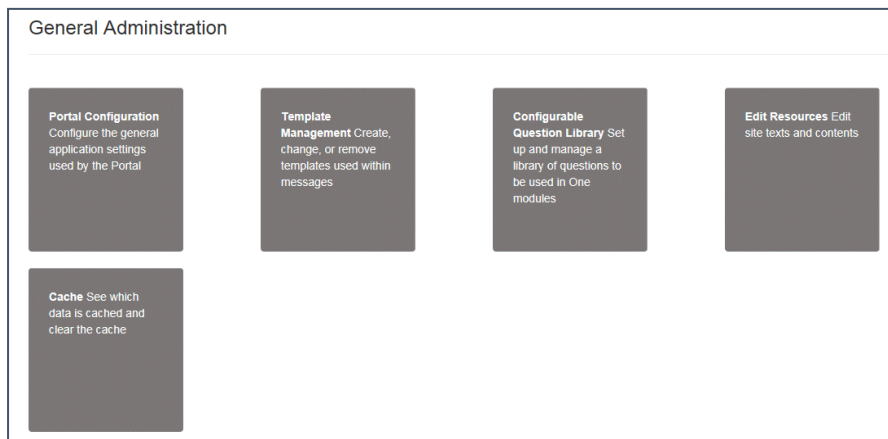 General Administration
Portal Configuration
Configure the general
application settings
used by the Portal
Template
Management Create,
change, or remove
templates used within
messages
Configurable
Question Library Set
up and manage a
library of questions to
be used in One
modules
Edit Resources Edit
site texts and contents
Cache See which
data is cached and
clear the cache